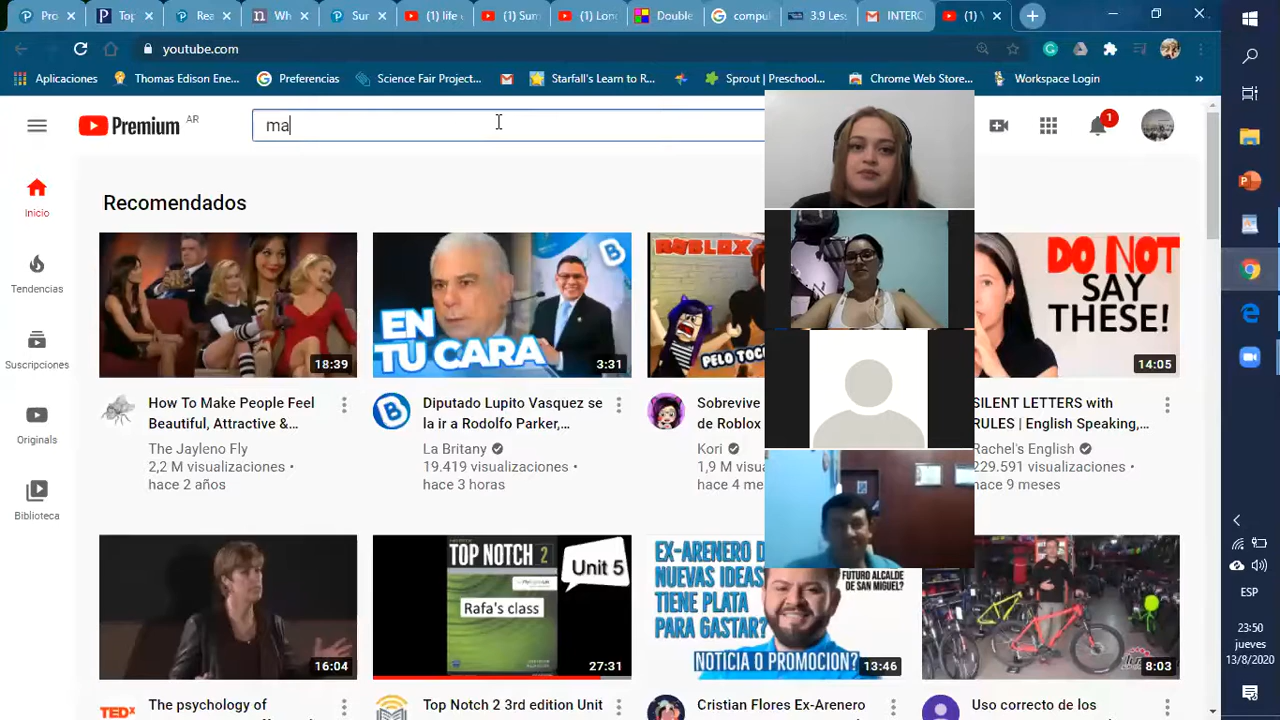 Pro
Top
Rea
Wh
Sur
(1) life
(1) Sur
(1) Lon
Double
compu
3.9 Less
INTERC
(1) V
youtube.com
Aplicaciones
Thomas Edison Ene...
Preferencias
Science Fair Project...
Starfall's Learn to R...
Sprout | Preschool...
Chrome Web Store...
Workspace Login
Premium AR
ma
1
Inicio
Tendencias
Suscripciones
Originals
Biblioteca
Recomendados
18:39
How To Make People Feel
Beautiful, Attractive &...
The Jayleno Fly
2,2 M visualizaciones •
hace 2 años
EN
TU CARA
3:31
Diputado Lupito Vasquez se
la ir a Rodolfo Parker,...
La Britany
19.419 visualizaciones •
hace 3 horas
ROBLOX
PELO TOC
Sobrevive
de Roblox
Kori
1,9 M visua
hace 4 me
DO NOT
SAY
THESE!
14:05
SILENT LETTERS with
RULES | English Speaking,...
Rachel's English
229.591 visualizaciones •
hace 9 meses
16:04
TEDx
The psychology of
TOP NOTCH 2
Unit 5
Rafa's class
27:31
Top Notch 2 3rd edition Unit
EX-ARENERO D
NUEVAS IDEAS
TIENE PLATA
PARA GASTAR?
FUTURO ALCALDE
DE SAN MIGUEL?
NOTICIA O PROMOCION?
13:46
Cristian Flores Ex-Arenero
8:03
Uso correcto de los
ESP
23:50
jueves
13/8/2020